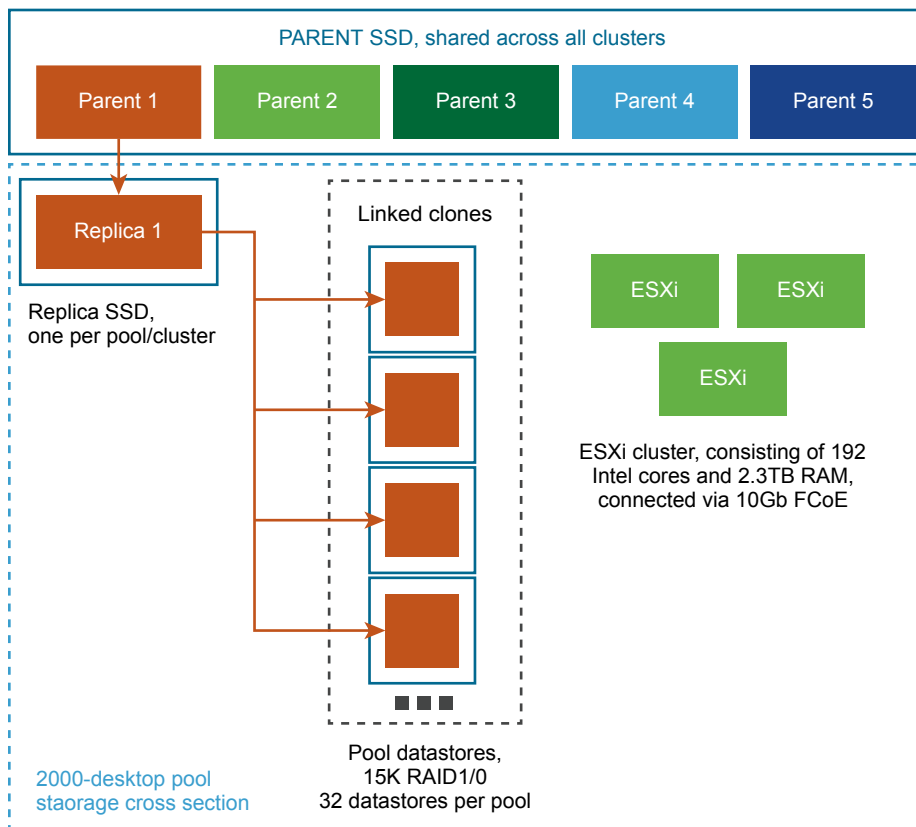 PARENT SSD, shared across all clusters
Parent 1
Parent 2
Parent 3
Parent 4
Parent 5
Replica 1
Replica SSD,
one per pool/cluster
Linked clones
ESXi
ESXi
ESXi
ESXi cluster, consisting of 192
Intel cores and 2.3TB RAM,
connected via 10Gb FCoE
Pool datastores,
15K RAID1/0
32 datastores per pool
2000-desktop pool
staorage cross section